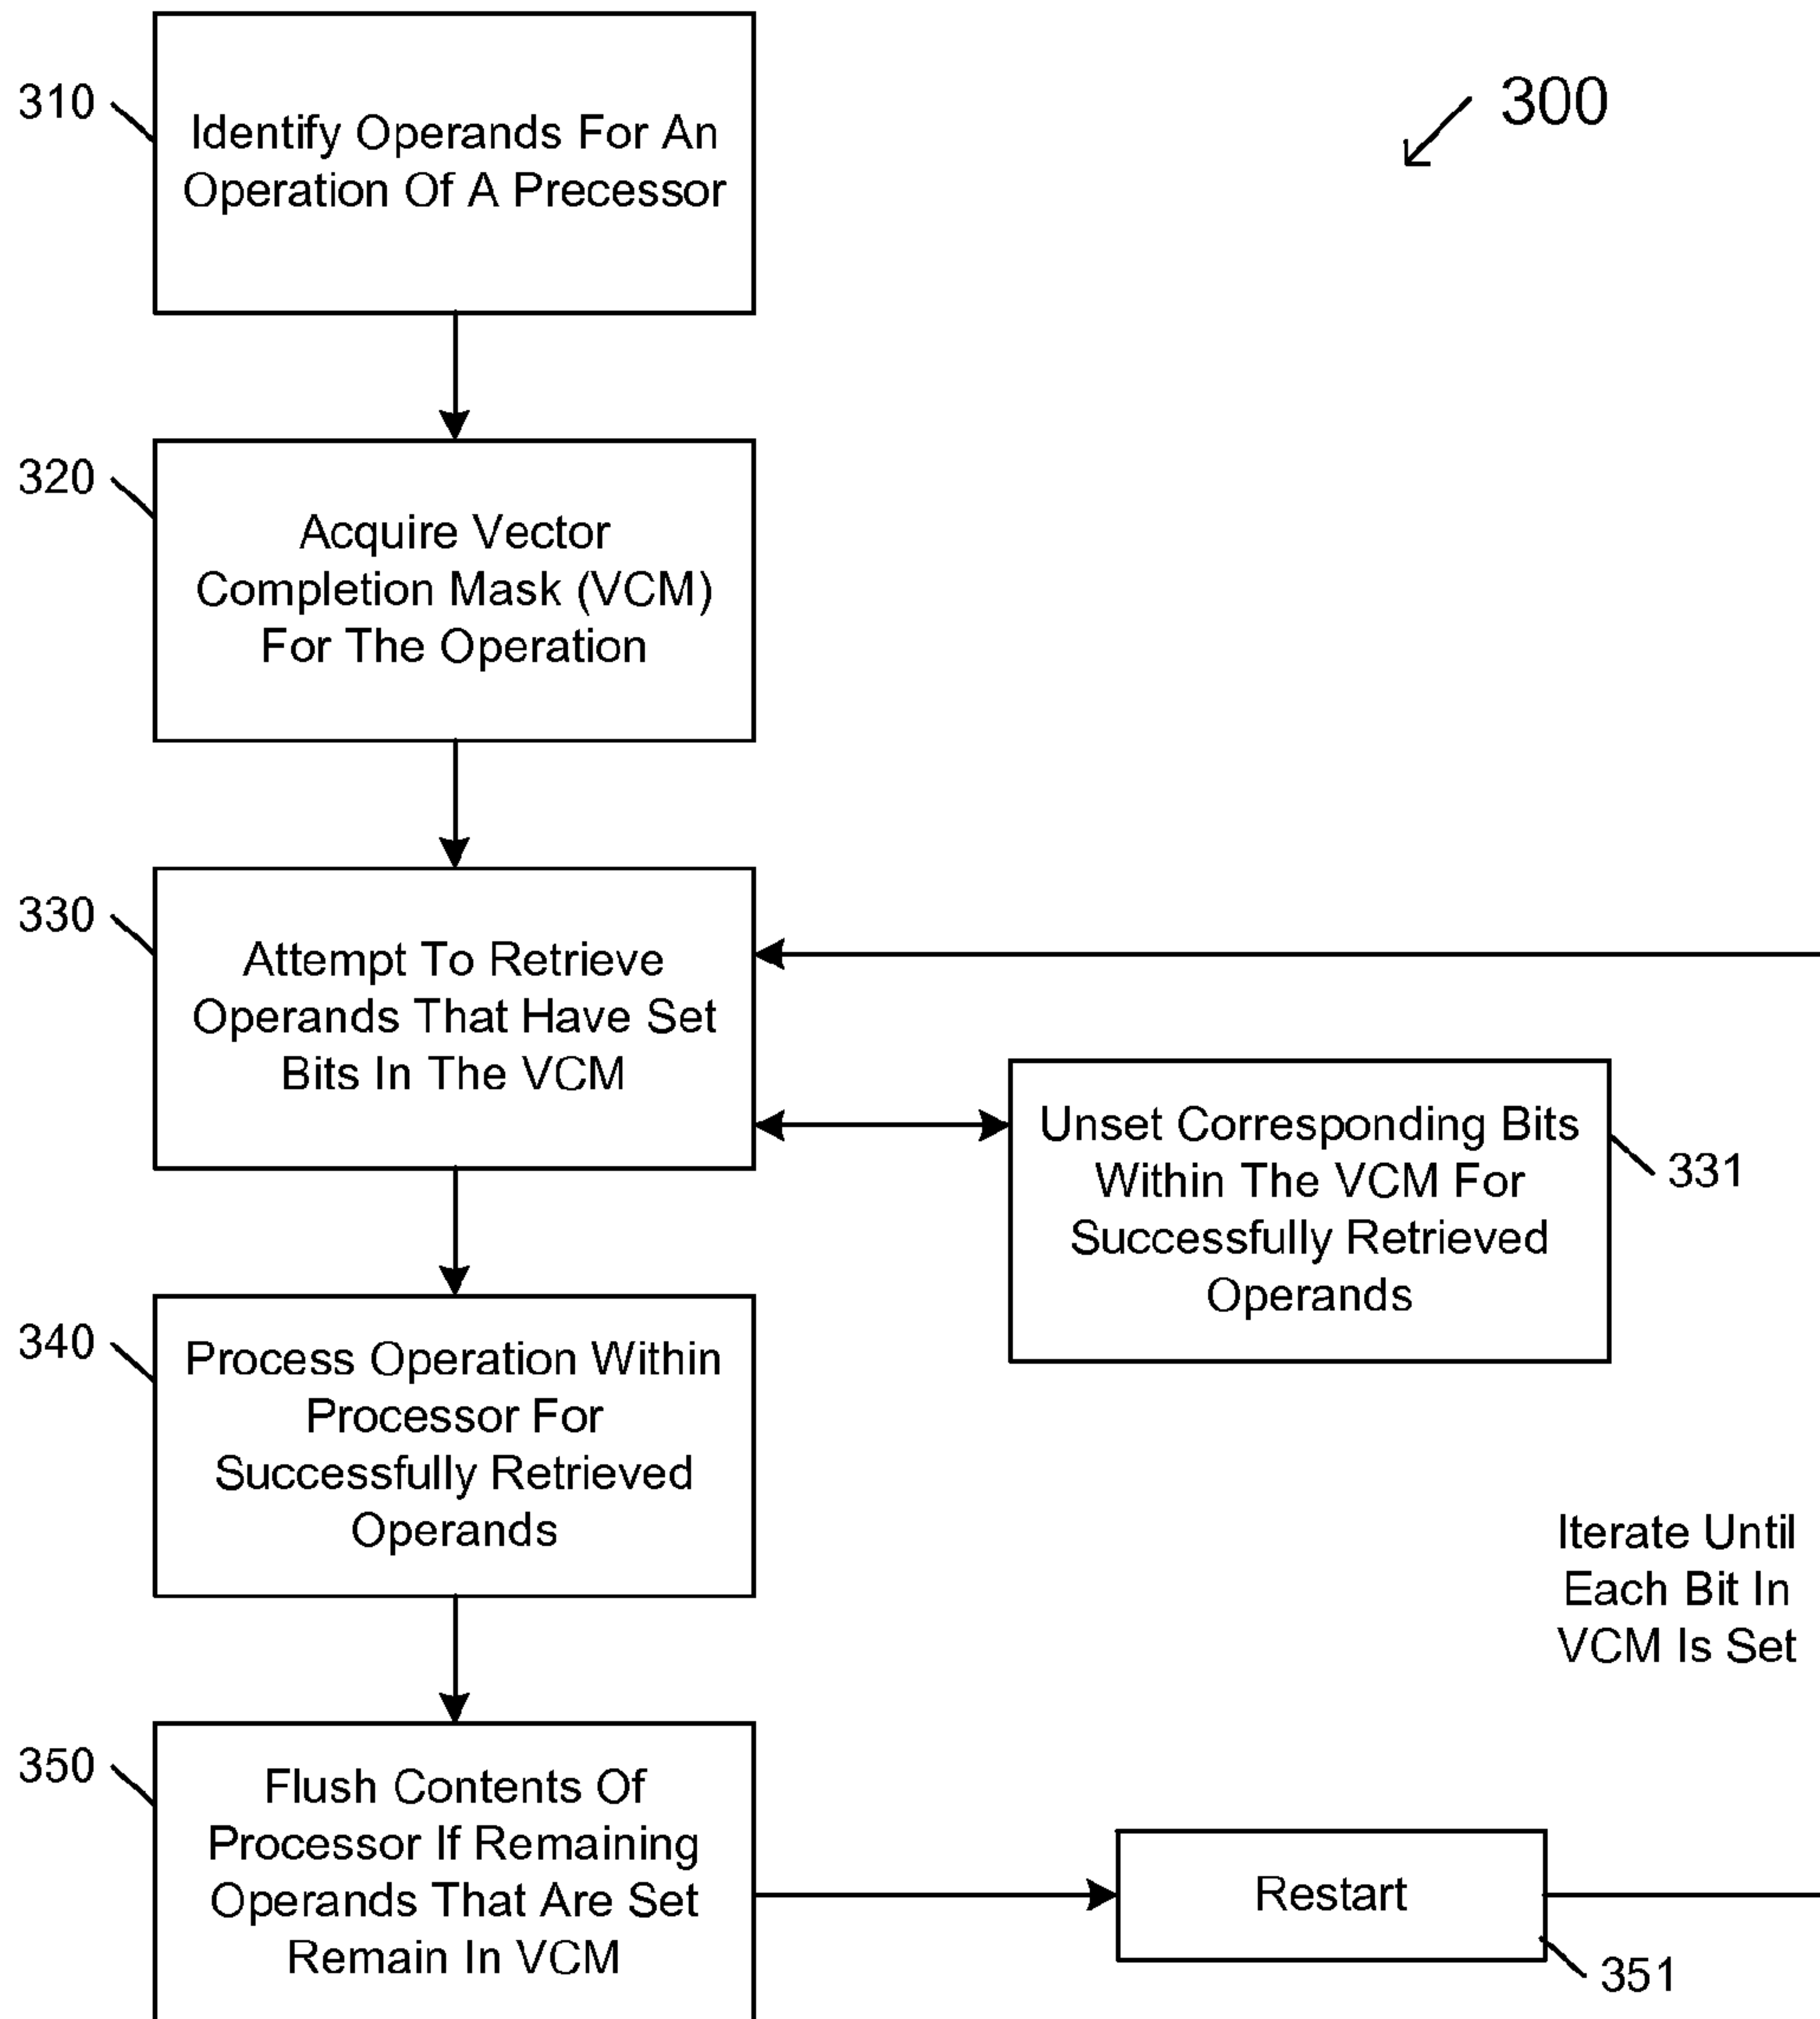 310
Identify Operands For An
Operation Of A Precessor
300
320
Acquire Vector
Completion Mask (VCM)
For The Operation
330
Attempt To Retrieve
Operands That Have Set
Bits In The VCM
Unset Corresponding Bits
Within The VCM For
Successfully Retrieved
Operands
331
340
Process Operation Within
Processor For
Successfully Retrieved
Operands
Iterate Until
Each Bit In
VCM Is Set
350
Flush Contents Of
Processor If Remaining
Operands That Are Set
Remain In VCM
Restart
351